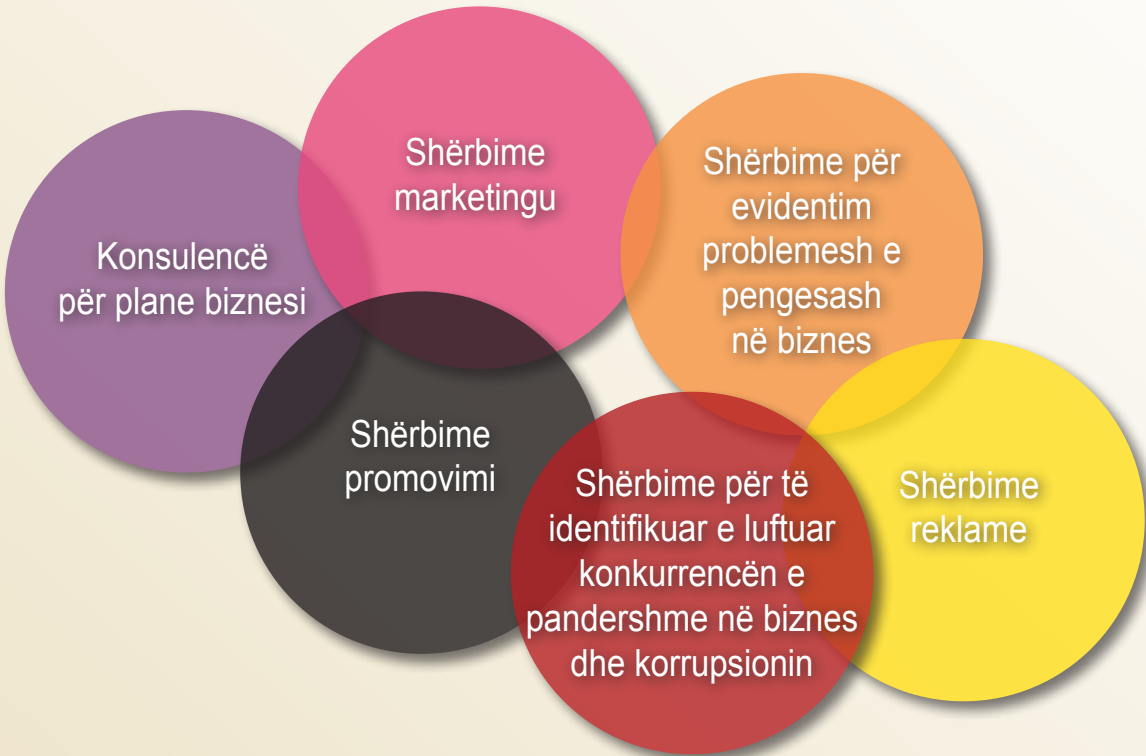 Konsulencë
për plane biznesi
Shërbime
marketingu
Shërbime për
evidentim
problemesh e
pengesash
në biznes
Shërbime
promovimi
Shërbime për të
identifikuar e luftuar
konkurrencën e
pandershme në biznes
dhe korrupsionin
Shërbime
reklame